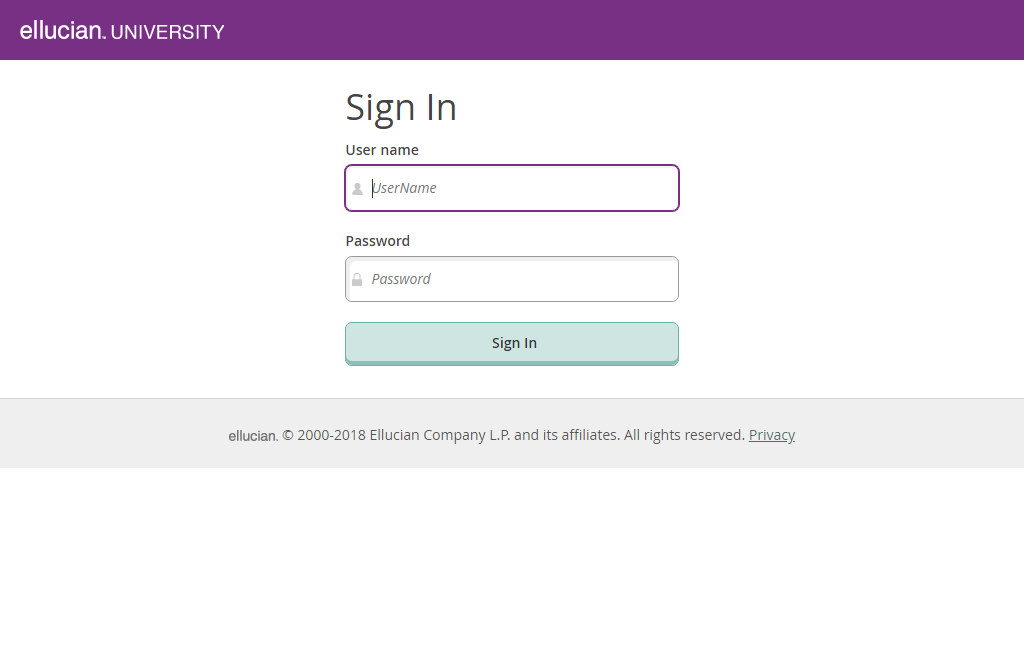 ellucian. UNIVERSITY
Sign In
User name
UserName
Password
Password
Sign In
ellucian. © 2000-2018 Ellucian Company L.P. and its affiliates. All rights reserved. Privacy